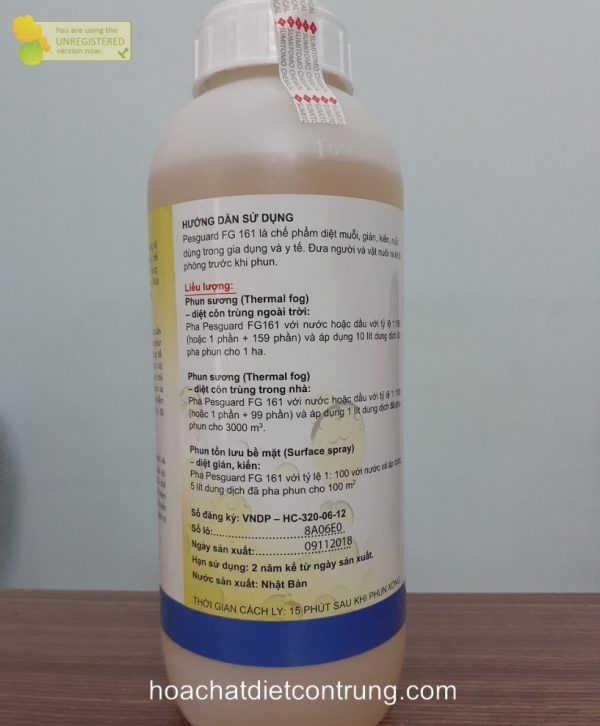 You are using the
UNREGISTERED
version now.
SUMITOMO CHEMICAL
HƯỚNG DẪN SỬ DỤNG
Pesguard FG 161 là chế phẩm diệt muỗi, gián, kiến, ruồi
dùng trong gia dụng và y tế. Đưa người và vật nuôi ra khỏi
phòng trước khi phun.
Liều lượng:
Phun sương (Thermal fog)
– diệt côn trùng ngoài trời:
Pha Pesguard FG161 với nước hoặc dầu với tỷ lệ
(hoặc 1 phần + 159 phần) và áp dụng 10 lít dung dịch đã
pha phun cho 1 ha.
Phun sương (Thermal fog)
– diệt côn trùng trong nhà:
Pha Pesguard FG 161 với nước hoặc dầu với tỷ lệ
(hoặc 1 phần + 99 phần) và áp dụng 1 lít dung dịch đã pha
phun cho 3000 m³.
Phun tồn lưu bề mặt (Surface spray)
– diệt gián, kiến:
Pha Pesguard FG 161 với tỷ lệ 1: 100 với nước và áp dụng
5 lít dung dịch đã pha phun cho 100 m²
Số đăng ký: VNDP – HC-320-06-12
Số lô:........................8A06E0
Ngày sản xuất:..............09112018
Hạn sử dụng: 2 năm kể từ ngày sản xuất.
Nước sản xuất: Nhật Bản
THỜI GIAN CÁCH LY: 15 PHÚT SAU KHI PHUN XONG
hoachatdietcontrung.com